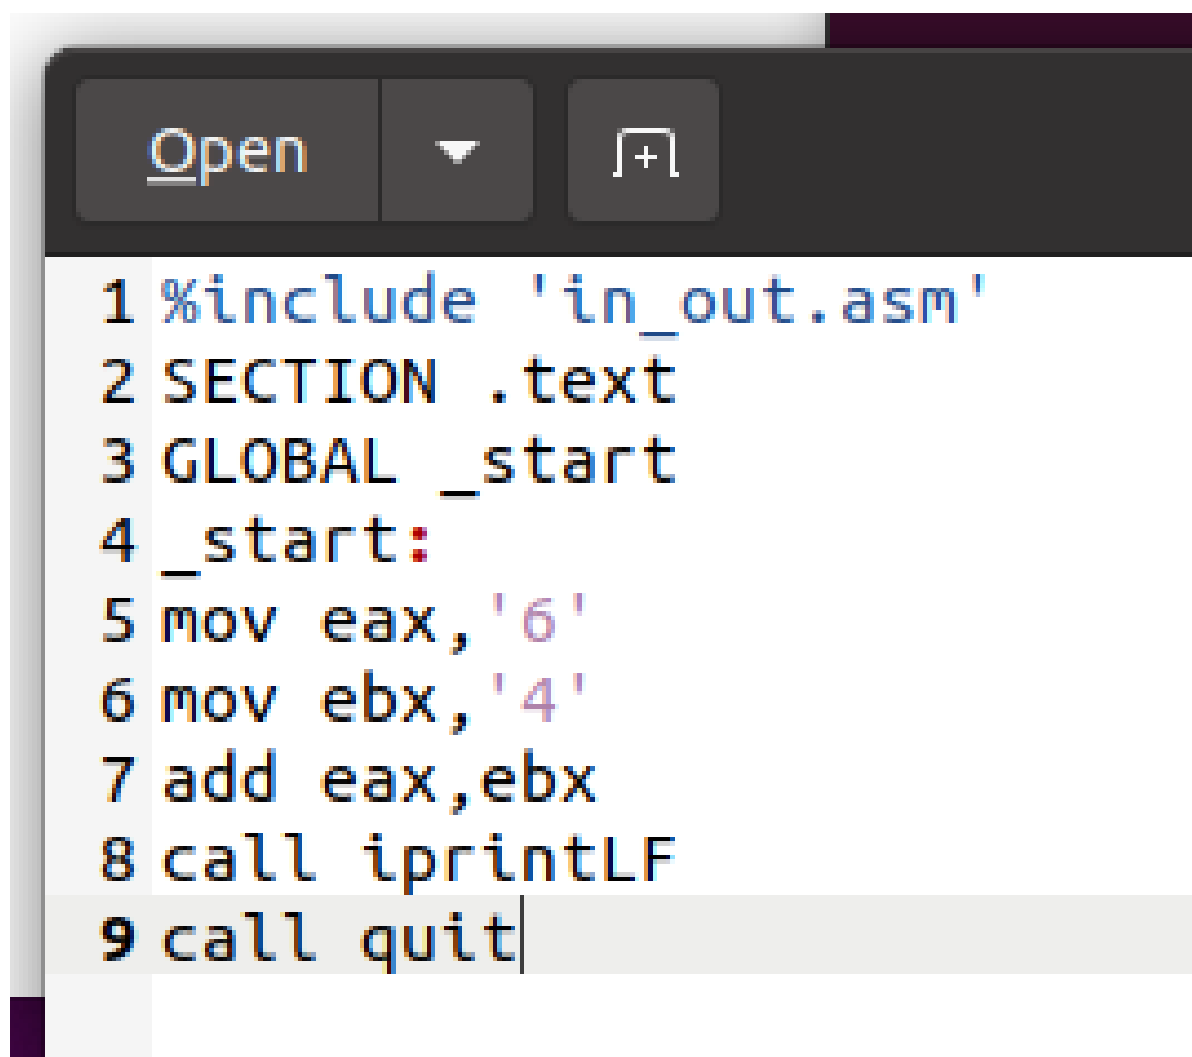 Open
1 %include 'in_out.asm'
2 SECTION .text
3 GLOBAL _start
4 _start:
5 mov eax,'6'
6 mov ebx,'4'
7 add eax,ebx
8 call iprintLF
9 call quit